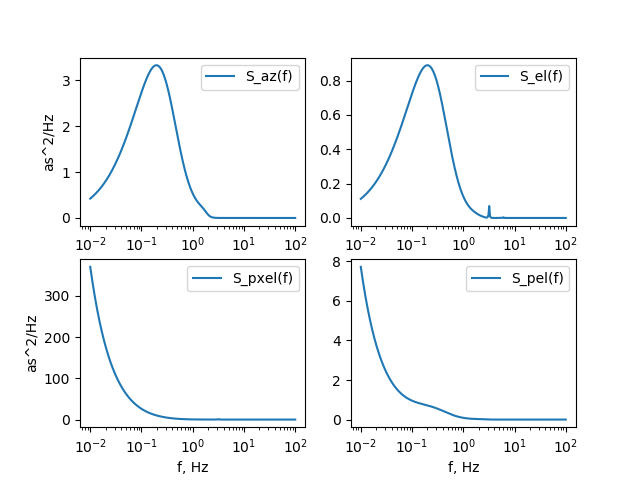 S_az(f)
as^2/Hz
3
2
1
0
10^-2 10^-1 10^0 10^1 10^2
S_el(f)
0.8
0.6
0.4
0.2
0.0
10^-2 10^-1 10^0 10^1 10^2
S_pxel(f)
as^2/Hz
300
200
100
0
10^-2 10^-1 10^0 10^1 10^2
f, Hz
S_pel(f)
8
6
4
2
0
10^-2 10^-1 10^0 10^1 10^2
f, Hz